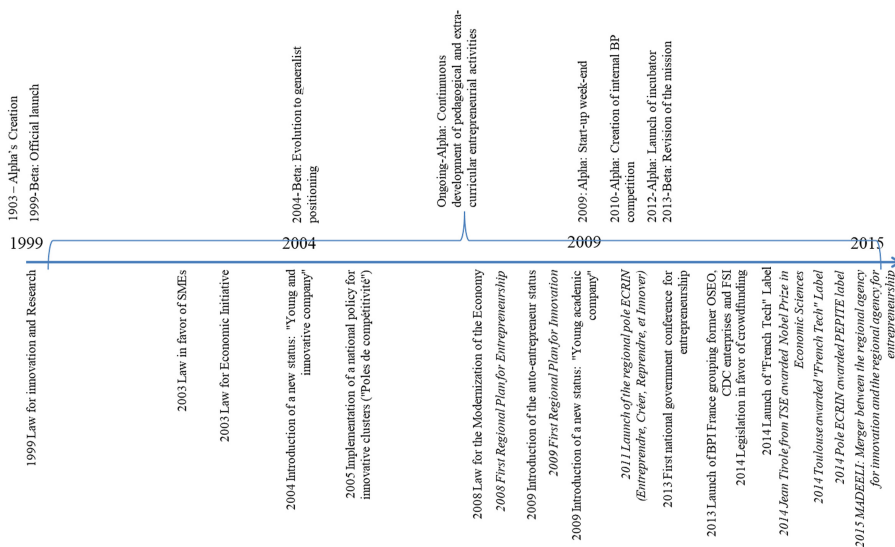 1903 – Alpha's Creation
1999-Beta: Official launch
2004-Beta: Evolution to generalist
positioning
Ongoing-Alpha: Continuous
development of pedagogical and extra-
curricular entrepreneurial activities
2009: Alpha: Start-up week-end
2010-Alpha: Creation of internal BP
competition
2012-Alpha: Launch of incubator
2013-Beta: Revision of the mission
1999
2004
2009
2015
1999 Law for innovation and Research
2003 Law in favor of SMEs
2003 Law for Economic Initiative
2004 Introduction of a new status: "Young and
innovative company"
2005 Implementation of a national policy for
innovative clusters ("Poles de compétitivité")
2008 Law for the Modernization of the Economy
2008 First Regional Plan for Entrepreneurship
2009 Introduction of the auto-entrepreneur status
2009 First Regional Plan for Innovation
2009 Introduction of a new status: "Young academic
company"
2011 Launch of the regional pole ECRIN
(Entreprendre, Créer, Reprendre, et Innover)
2013 First national government conference for
entrepreneurship
2013 Launch of BPI France grouping former OSEO,
CDC enterprises and FSI
2014 Legislation in favor of crowdfunding
2014 Launch of "French Tech" Label
2014 Jean Tirole from TSE awarded Nobel Prize in
Economic Sciences
2014 Toulouse awarded "French Tech" Label
2014 Pole ECRIN awarded PEPITE label
2015 MADEELI: Merger between the regional agency
for innovation and the regional agency for
entrepreneurship